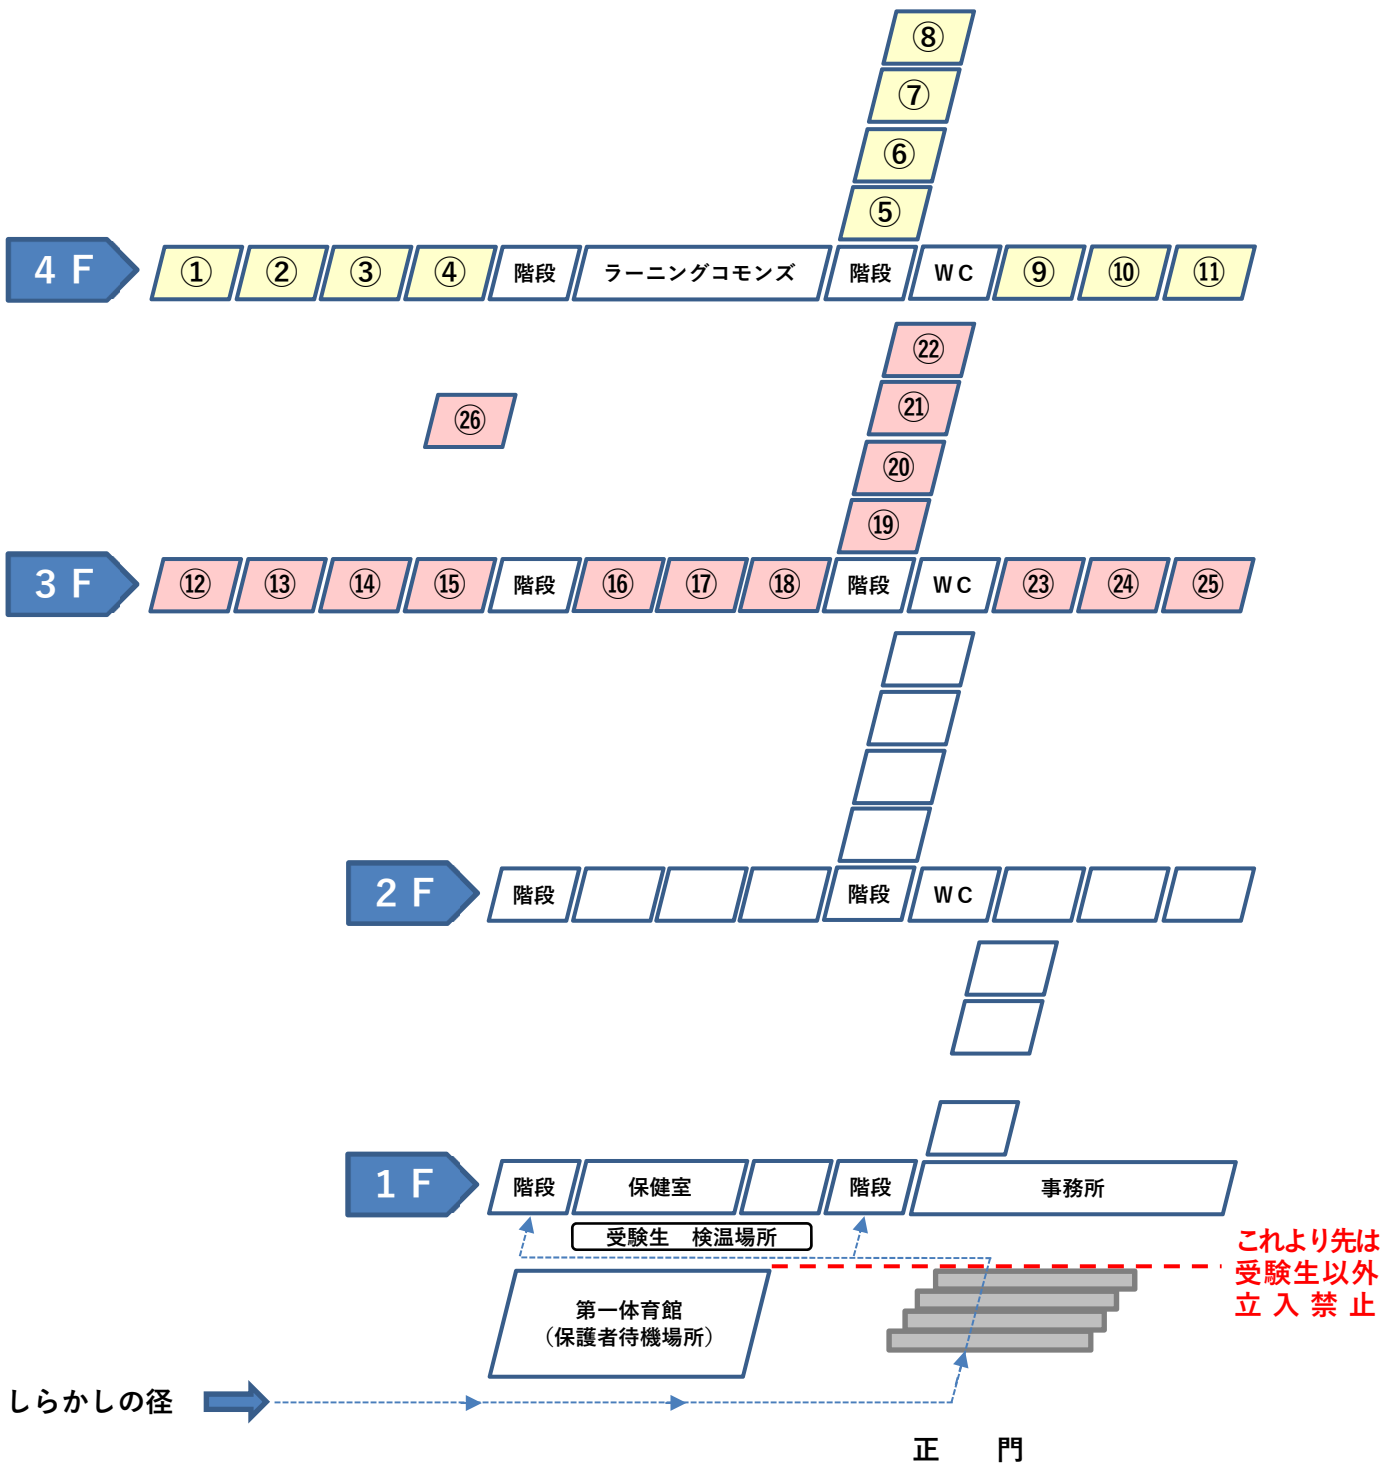 ⑧
⑦
⑥
⑤
4 F ① ② ③ ④ 階段 ラーニングコモンズ 階段 WC ⑨ ⑩ ⑪
㉒
㉑
㉖
⑳
⑲
3 F ⑫ ⑬ ⑭ ⑮ 階段 ⑯ ⑰ ⑱ 階段 WC ㉓ ㉔ ㉕
2 F 階段 階段 WC
1 F 階段 保健室 階段 事務所
受験生 検温場所
これより先は
受験生以外
立入禁止
第一体育館
（保護者待機場所）
しらかしの径
正 門